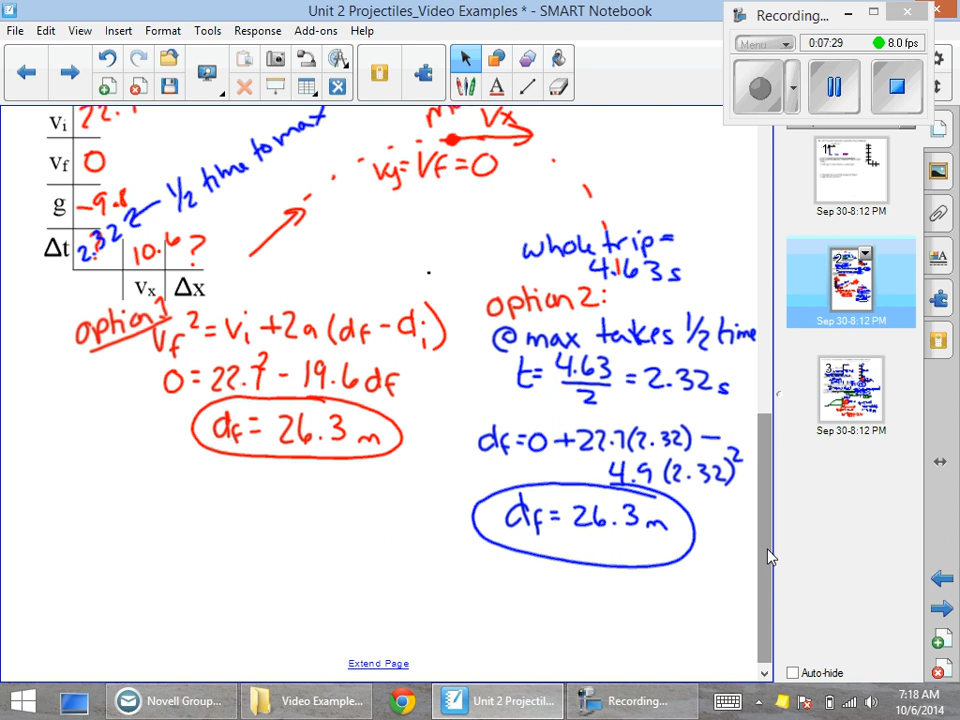 Unit 2 Projectiles_Video Examples * - SMART Notebook
Recording...
File Edit View Insert Format Tools Response Add-ons Help
Menu
0:07:29
8.0 fps
vi 22.7
vf 0
g -9.8
Δt 2.32
?
1/2 time to max
vx 10.6
Δx ?
vx
vy = vf = 0
whole trip =
4.163 s
option 1
Vf² = Vi + 2a (df - di)
0 = 22.7² - 19.6 df
df = 26.3 m
option 2:
@ max takes 1/2 time
t = 4.63/2 = 2.32 s
df = 0 + 22.7(2.32) -
4.9 (2.32)²
df = 26.3 m
Extend Page
Sep 30-8:12 PM
Sep 30-8:12 PM
Sep 30-8:12 PM
Auto-hide
Novell Group...
Video Example...
Unit 2 Projectil...
Recording...
7:18 AM
10/6/2014